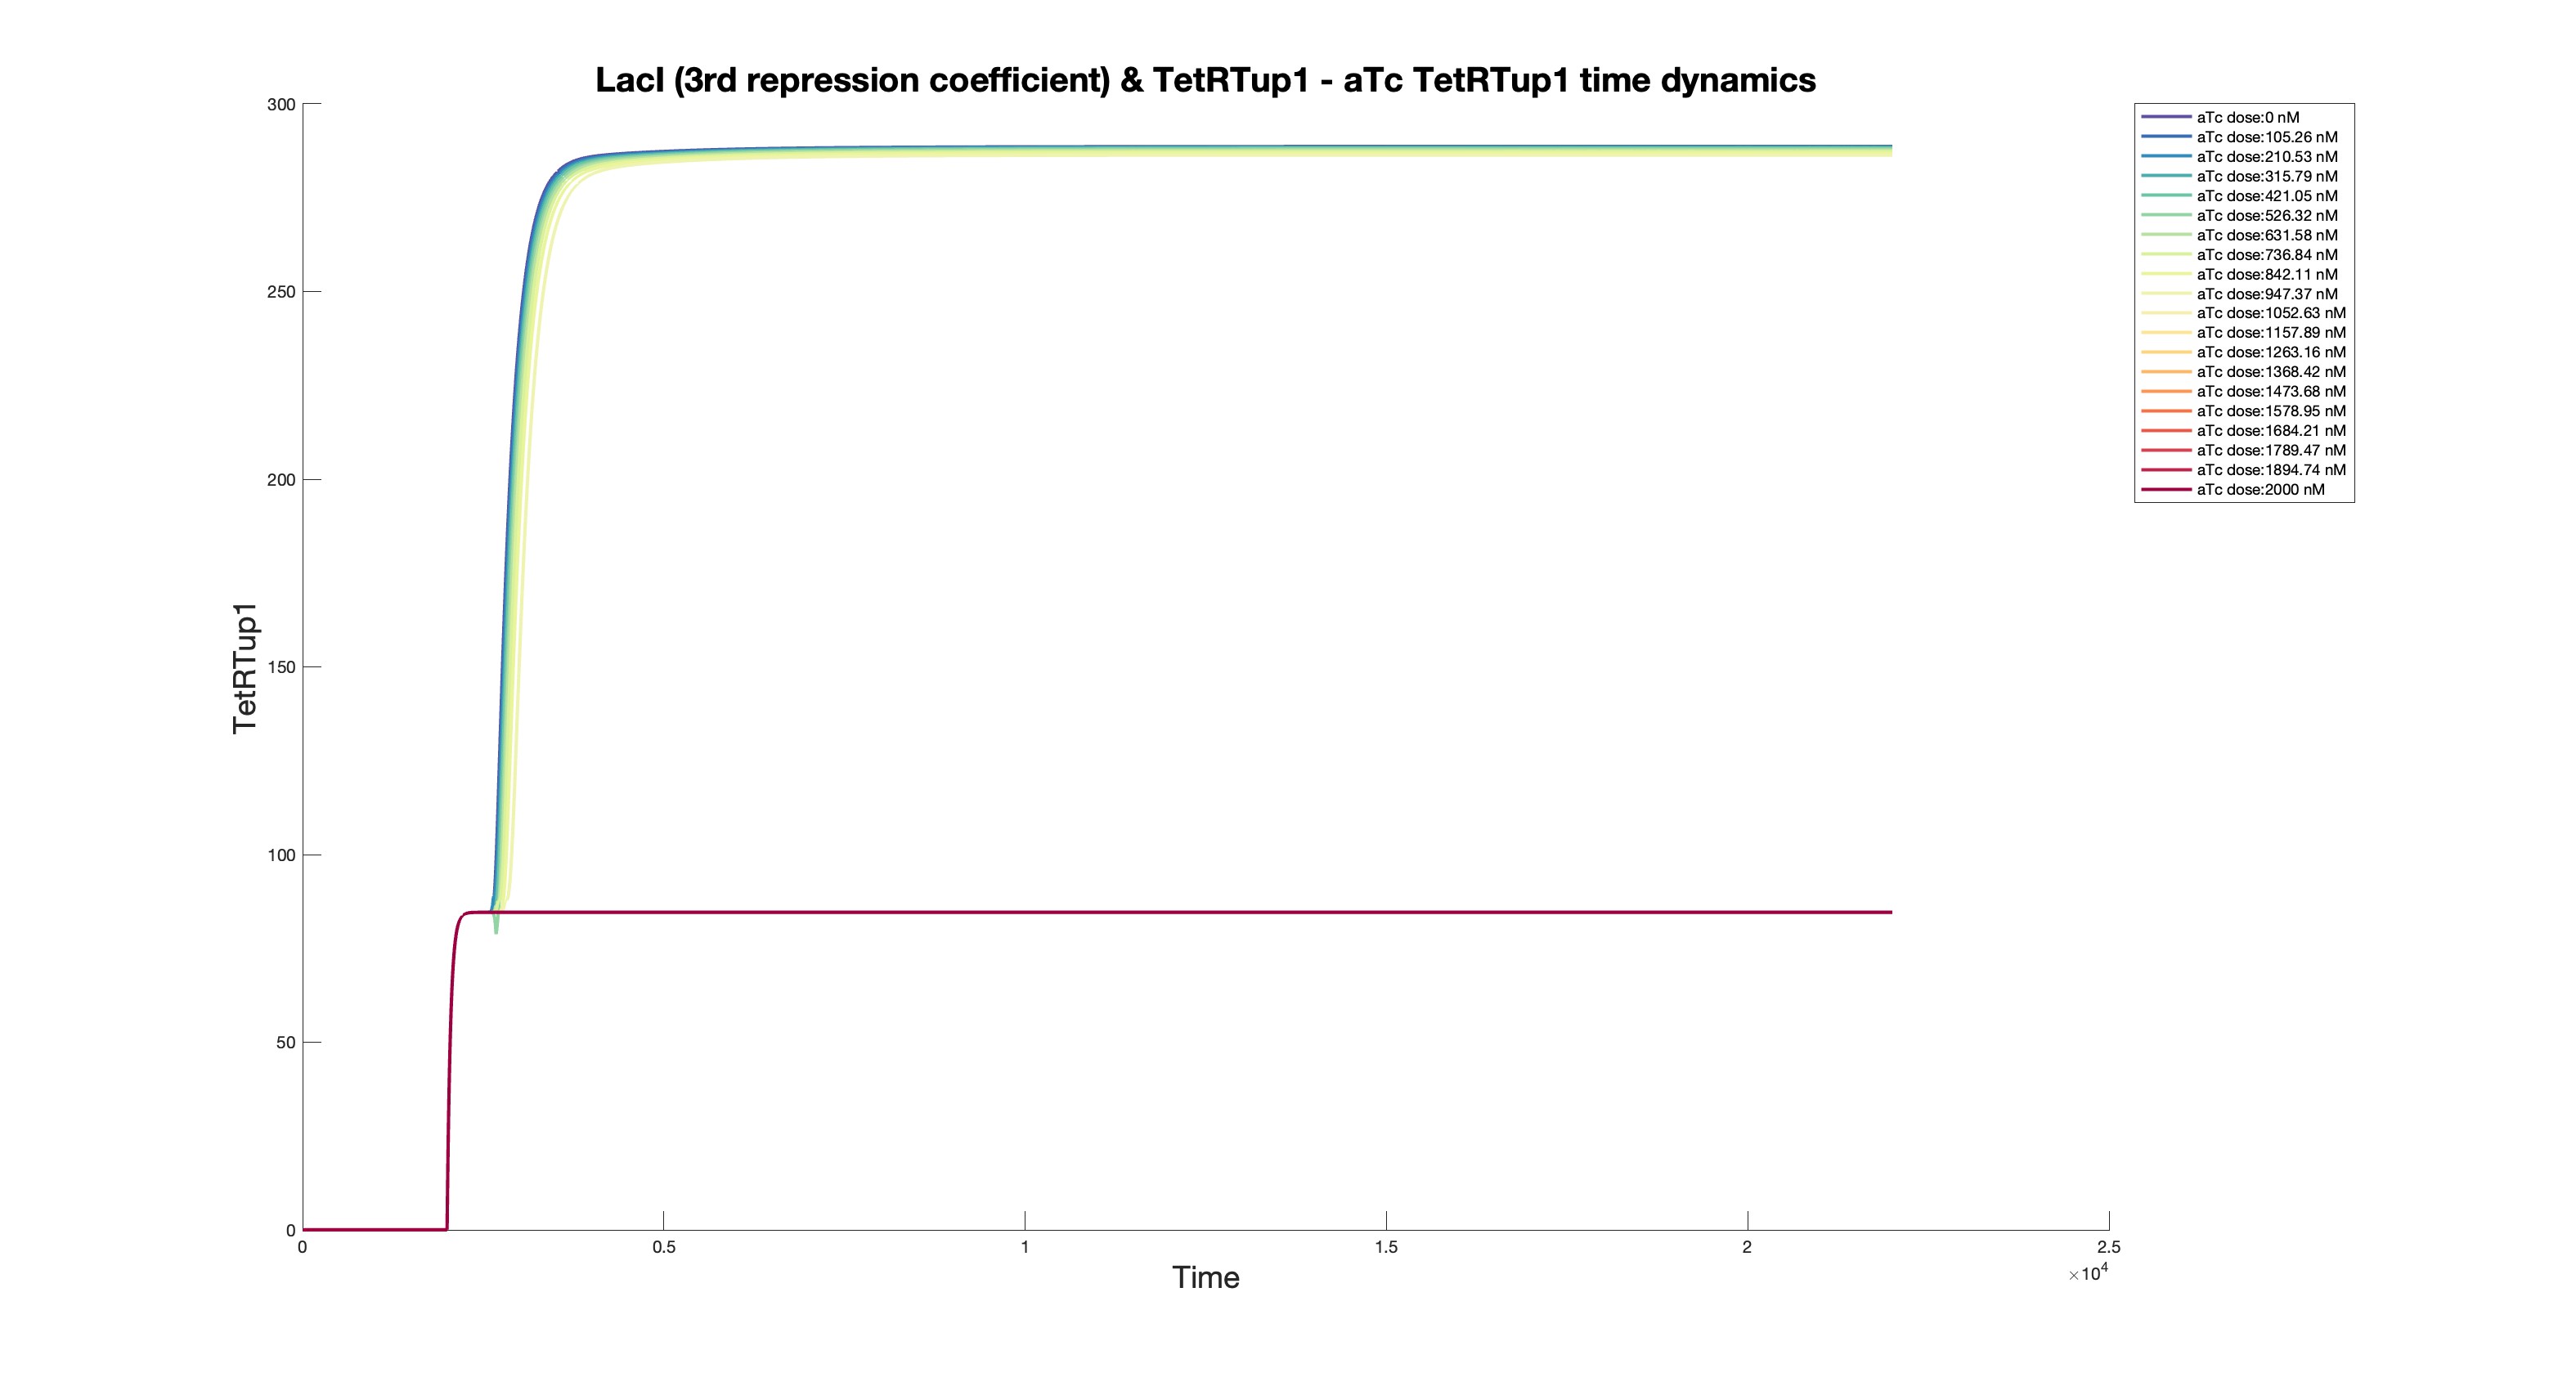 LacI (3rd repression coefficient) & TetRTup1 - aTc TetRTup1 time dynamics
300
250
200
150
100
50
0
TetRTup1
0 0.5 1 1.5 2 2.5
×10⁴
Time
aTc dose:0 nM
aTc dose:105.26 nM
aTc dose:210.53 nM
aTc dose:315.79 nM
aTc dose:421.05 nM
aTc dose:526.32 nM
aTc dose:631.58 nM
aTc dose:736.84 nM
aTc dose:842.11 nM
aTc dose:947.37 nM
aTc dose:1052.63 nM
aTc dose:1157.89 nM
aTc dose:1263.16 nM
aTc dose:1368.42 nM
aTc dose:1473.68 nM
aTc dose:1578.95 nM
aTc dose:1684.21 nM
aTc dose:1789.47 nM
aTc dose:1894.74 nM
aTc dose:2000 nM